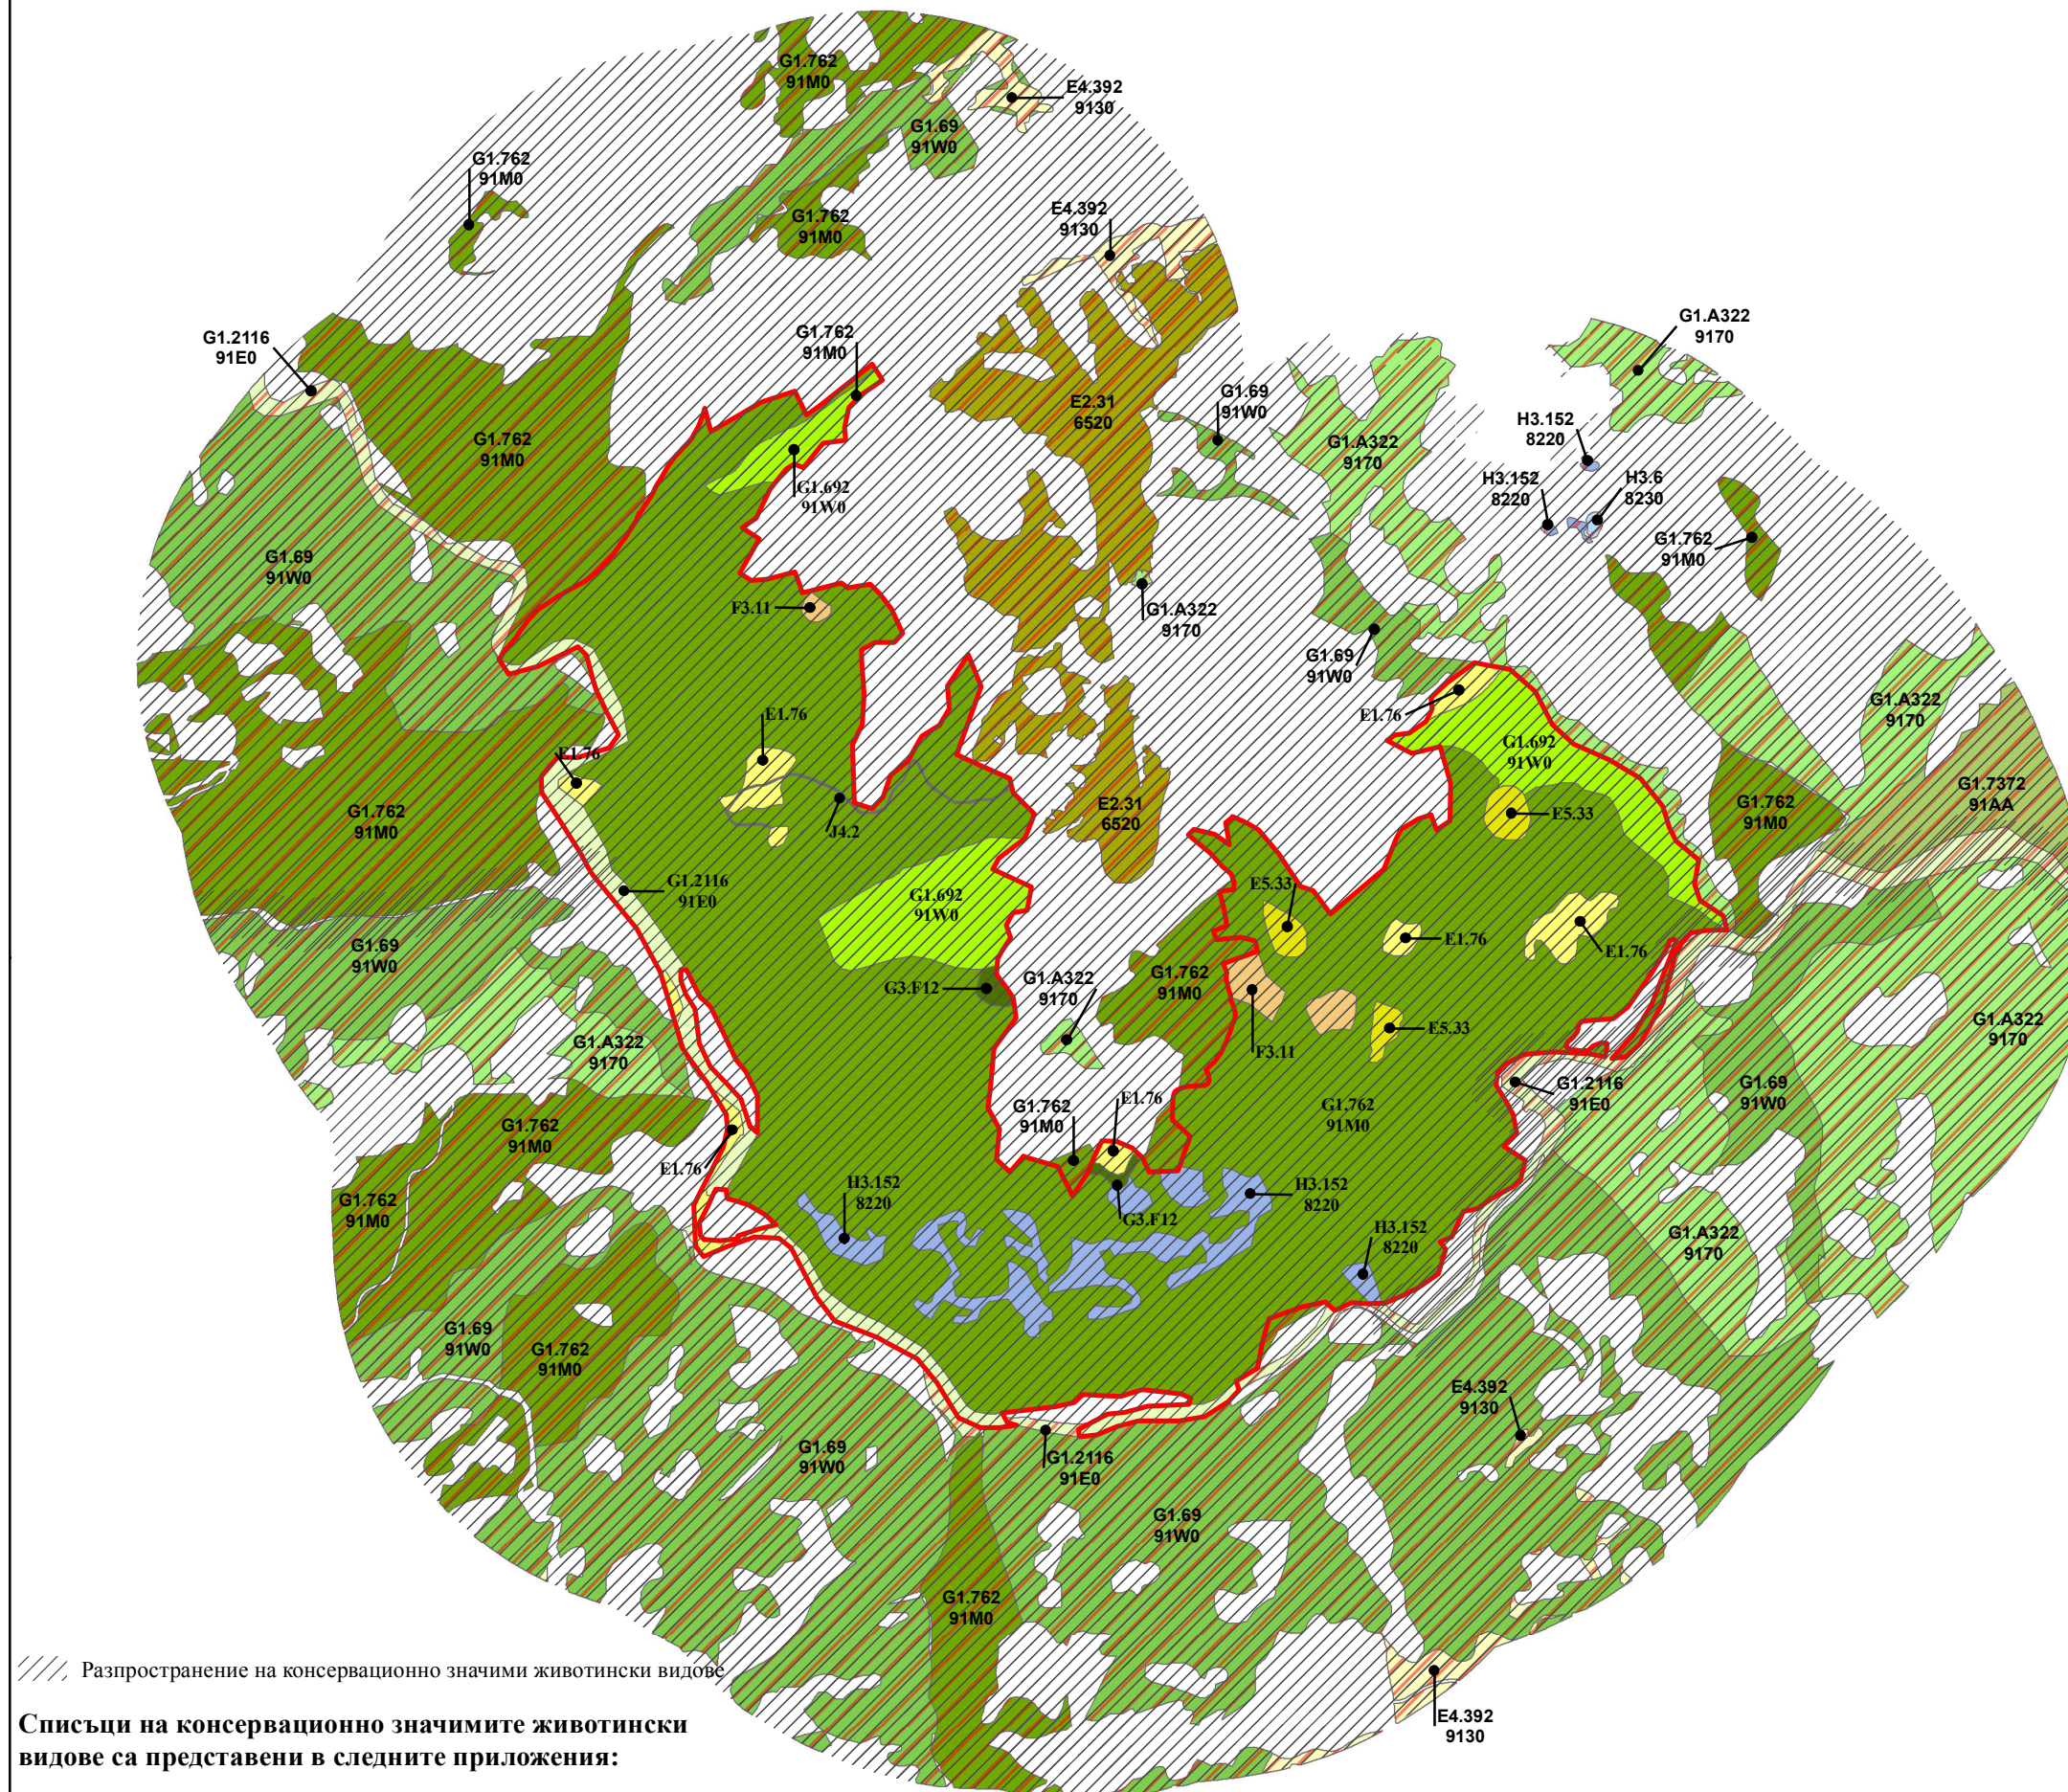 G1.762
91M0
E4.392
9130
G1.69
91W0
G1.762
91M0
G1.762
91M0
E4.392
9130
G1.2116
91E0
G1.762
91M0
G1.A322
9170
G1.69
91W0
E2.31
6520
G1.762
91M0
G1.A322
9170
H3.152
8220
H3.152
8220
H3.6
8230
G1.692
91W0
G1.69
91W0
G1.762
91M0
F3.11
G1.A322
9170
G1.69
91W0
E1.76
E1.76
G1.A322
9170
E1.76
G1.692
91W0
G1.7372
91AA
G1.762
91M0
E2.31
6520
G1.762
91M0
E5.33
J4.2
G1.2116
91E0
E5.33
G1.692
91W0
E1.76
E1.76
G1.69
91W0
G3.F12
G1.A322
9170
G1.762
91M0
E5.33
G1.A322
9170
G1.A322
9170
F3.11
G1.2116
91E0
G1.69
91W0
G1.762
91M0
E1.76
G1.762
91M0
G1.762
91M0
E1.76
H3.152
8220
H3.152
8220
G1.762
91M0
G3.F12
H3.152
8220
G1.A322
9170
G1.69
91W0
G1.762
91M0
E4.392
9130
G1.69
91W0
G1.2116
91E0
G1.69
91W0
G1.762
91M0
Разпространение на консервационно значими животински видове
E4.392
9130
Списъци на консервационно значимите животински
видове са представени в следните приложения: